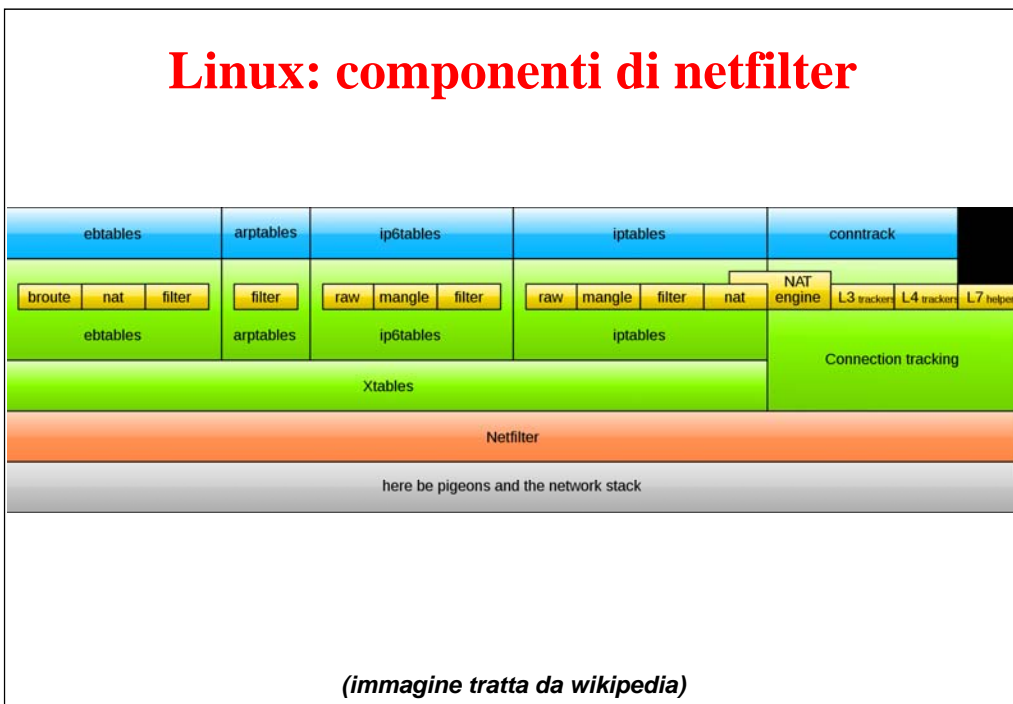 Linux: componenti di netfilter
ebtables arptables ip6tables iptables conntrack
NAT
broute nat filter filter raw mangle filter raw mangle filter nat engine L3 trackers L4 trackers L7 helper
ebtables arptables ip6tables iptables
Connection tracking
Xtables
Netfilter
here be pigeons and the network stack
(immagine tratta da wikipedia)